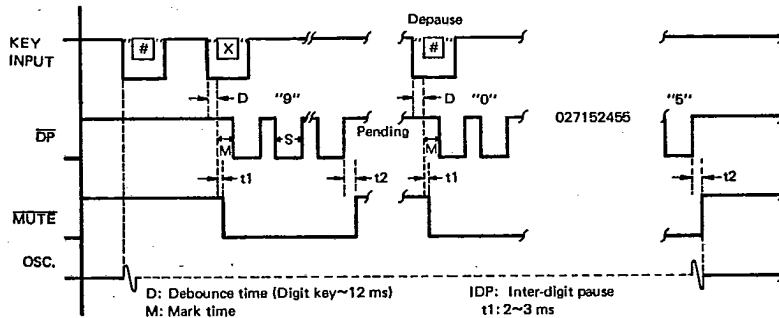 Depause
KEY INPUT
"#"
"X"
"#"
D
"9"
D
"0"
027152455
"5"
DP
Pending
M
S
M
t1
t2
t1
t2
MUTE
OSC.
D: Debounce time (Digit key~12 ms)
IDP: Inter-digit pause
M: Mark time
t1: 2~3 ms